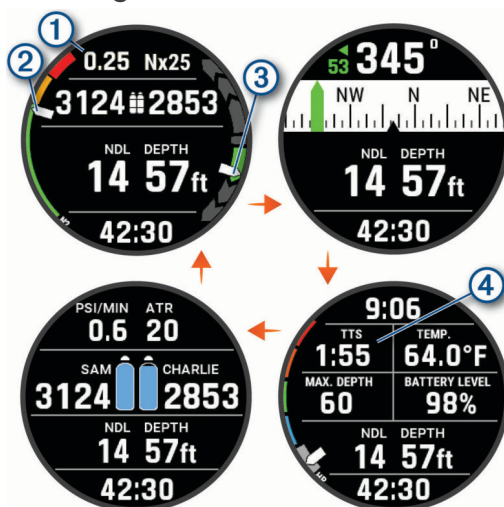 1
2
3
0.25 Nx25
3124 2853
NDL DEPTH
14 57ft
42:30
N2
53 345°
NW N NE
NDL DEPTH
14 57ft
42:30
PSI/MIN ATR
0.6 20
SAM CHARLIE
3124 2853
NDL DEPTH
14 57ft
42:30
4
9:06
TTS TEMP.
1:55 64.0°F
MAX. DEPTH BATTERY LEVEL
60 98%
NDL DEPTH
14 57ft
42:30
HR